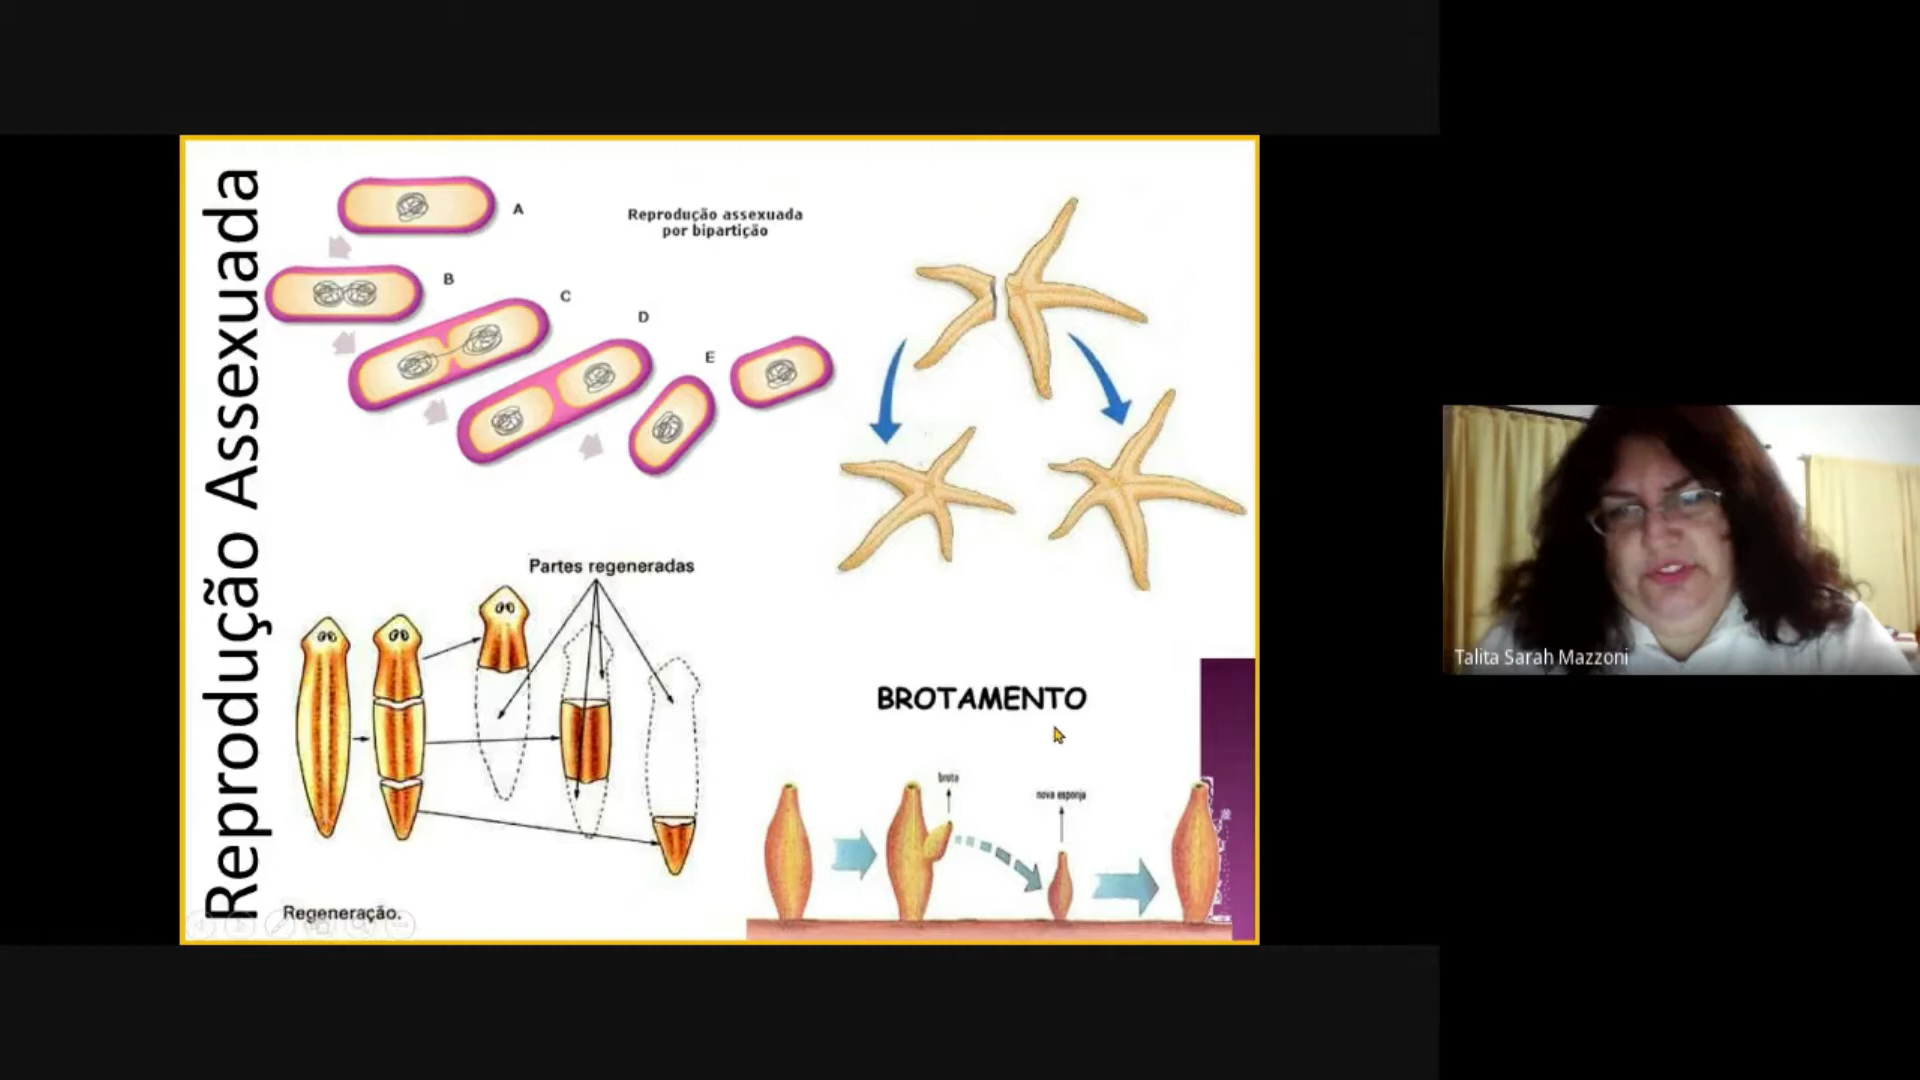 Reprodução Assexuada
A
Reprodução assexuada
por bipartição
B
C
D
E
Partes regeneradas
Regeneração.
BROTAMENTO
broto
nova esponja
Talita Sarah Mazzoni